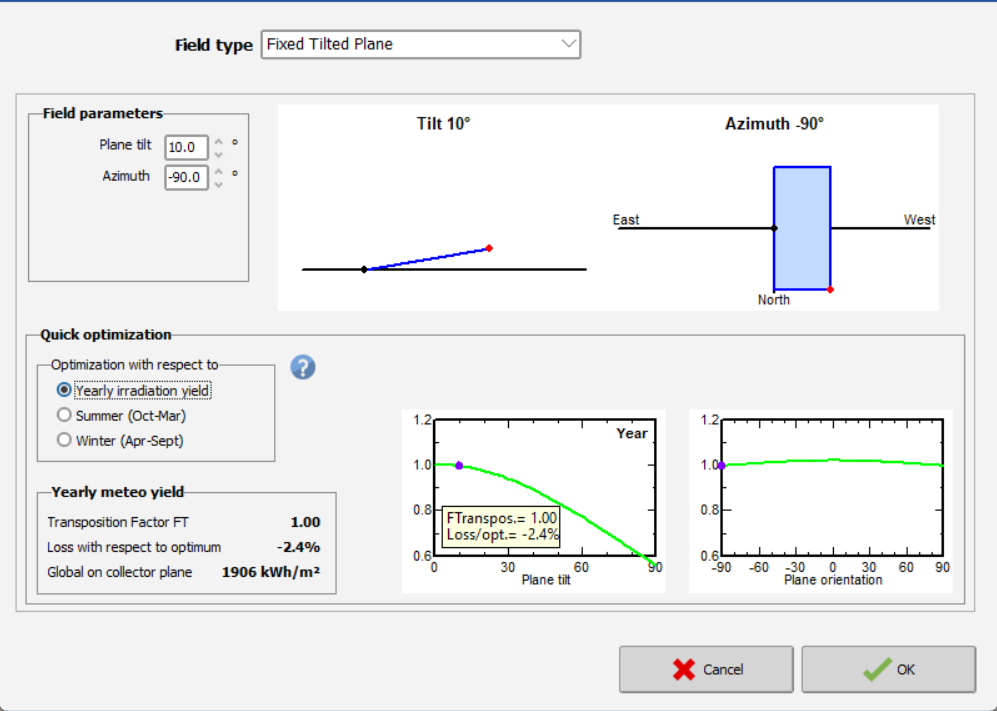 Field type Fixed Tilted Plane
Field parameters
Plane tilt 10.0 °
Azimuth -90.0 °
Tilt 10°
Azimuth -90°
East
West
North
Quick optimization
Optimization with respect to
Yearly irradiation yield
Summer (Oct-Mar)
Winter (Apr-Sept)
?
Yearly meteo yield
Transposition Factor FT 1.00
Loss with respect to optimum -2.4%
Global on collector plane 1906 kWh/m²
Year
1.2
1.0
0.8
0.6
FTranspos.= 1.00
Loss/opt.= -2.4%
0 30 60 90
Plane tilt
1.2
1.0
0.8
0.6
-90 -60 -30 0 30 60 90
Plane orientation
Cancel
OK